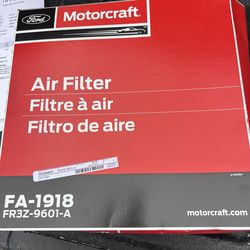 Ford
Motorcraft
Air Filter
Filtre à air
Filtro de aire
FA-1918
FR3Z-9601-A
motorcraft.com